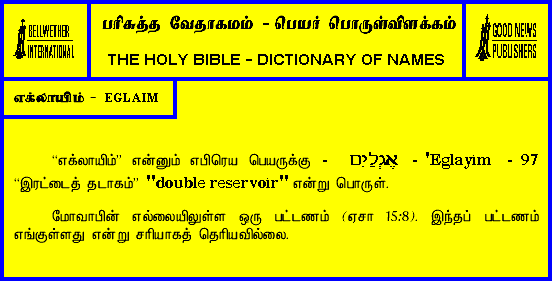 BELLWETHER
INTERNATIONAL
பரிசுத்த வேதாகமம் - பெயர் பொருள்விளக்கம்
THE HOLY BIBLE - DICTIONARY OF NAMES
GOOD NEWS
PUBLISHERS
எக்லாயிம் - EGLAIM
“எக்லாயிம்” என்னும் எபிரெய பெயருக்கு - אֶגְלַיִם - 'Eglayim - 97
“இரட்டைத் தடாகம்” "double reservoir" என்று பொருள்.
மோவாபின் எல்லையிலுள்ள ஒரு பட்டணம் (ஏசா 15:8). இந்தப் பட்டணம்
எங்குள்ளது என்று சரியாகத் தெரியவில்லை.